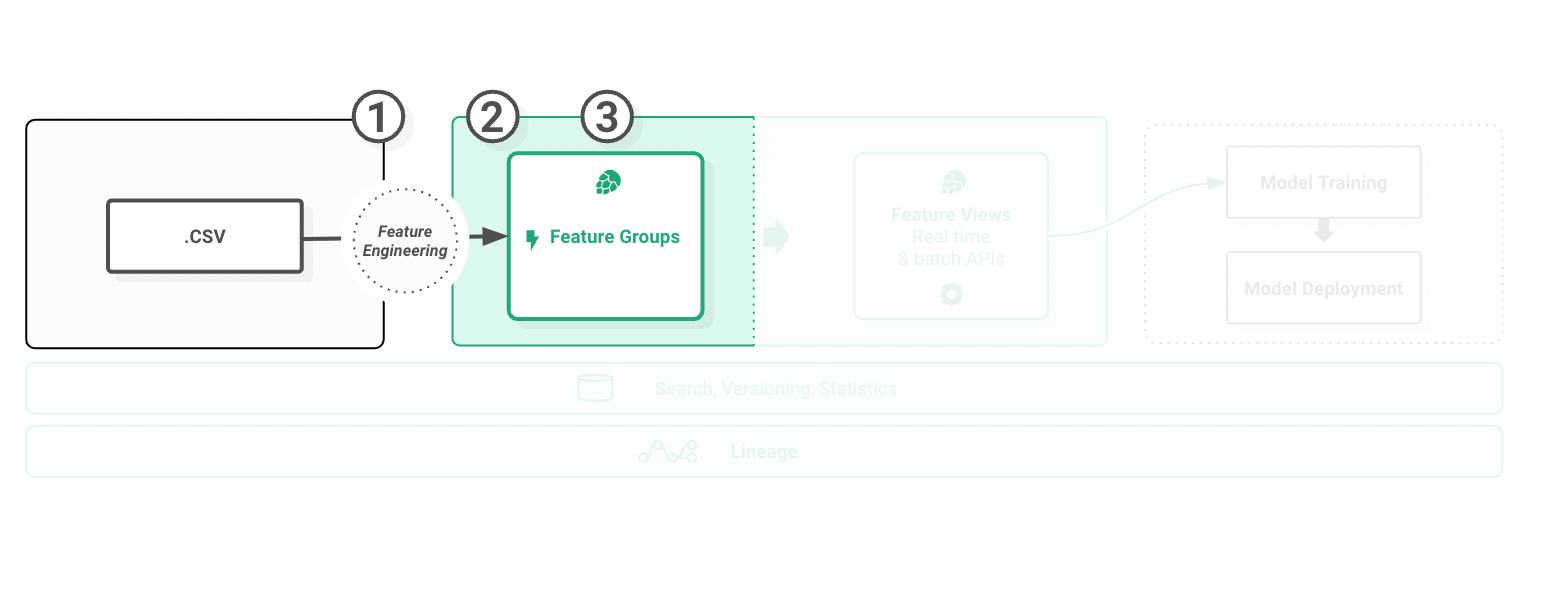 1
2
3
.CSV
Feature
Engineering
Feature Groups
Feature Views
Real time
& batch APIs
Model Training
Model Deployment
Search, Versioning, Statistics
Lineage